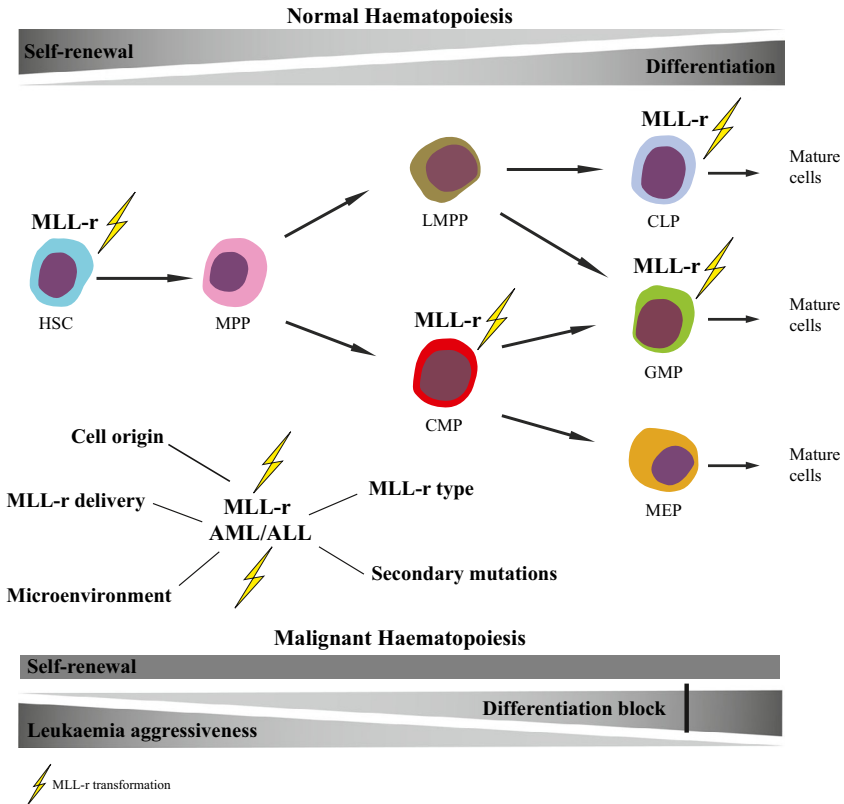 Normal Haematopoiesis
Self-renewal
Differentiation
MLL-r
Mature
cells
LMPP
CLP
MLL-r
MLL-r
HSC
MPP
MLL-r
Mature
cells
GMP
CMP
Cell origin
Mature
cells
MLL-r delivery
MLL-r type
MLL-r
AML/ALL
MEP
Microenvironment
Secondary mutations
Malignant Haematopoiesis
Self-renewal
Differentiation block
Leukaemia aggressiveness
MLL-r transformation